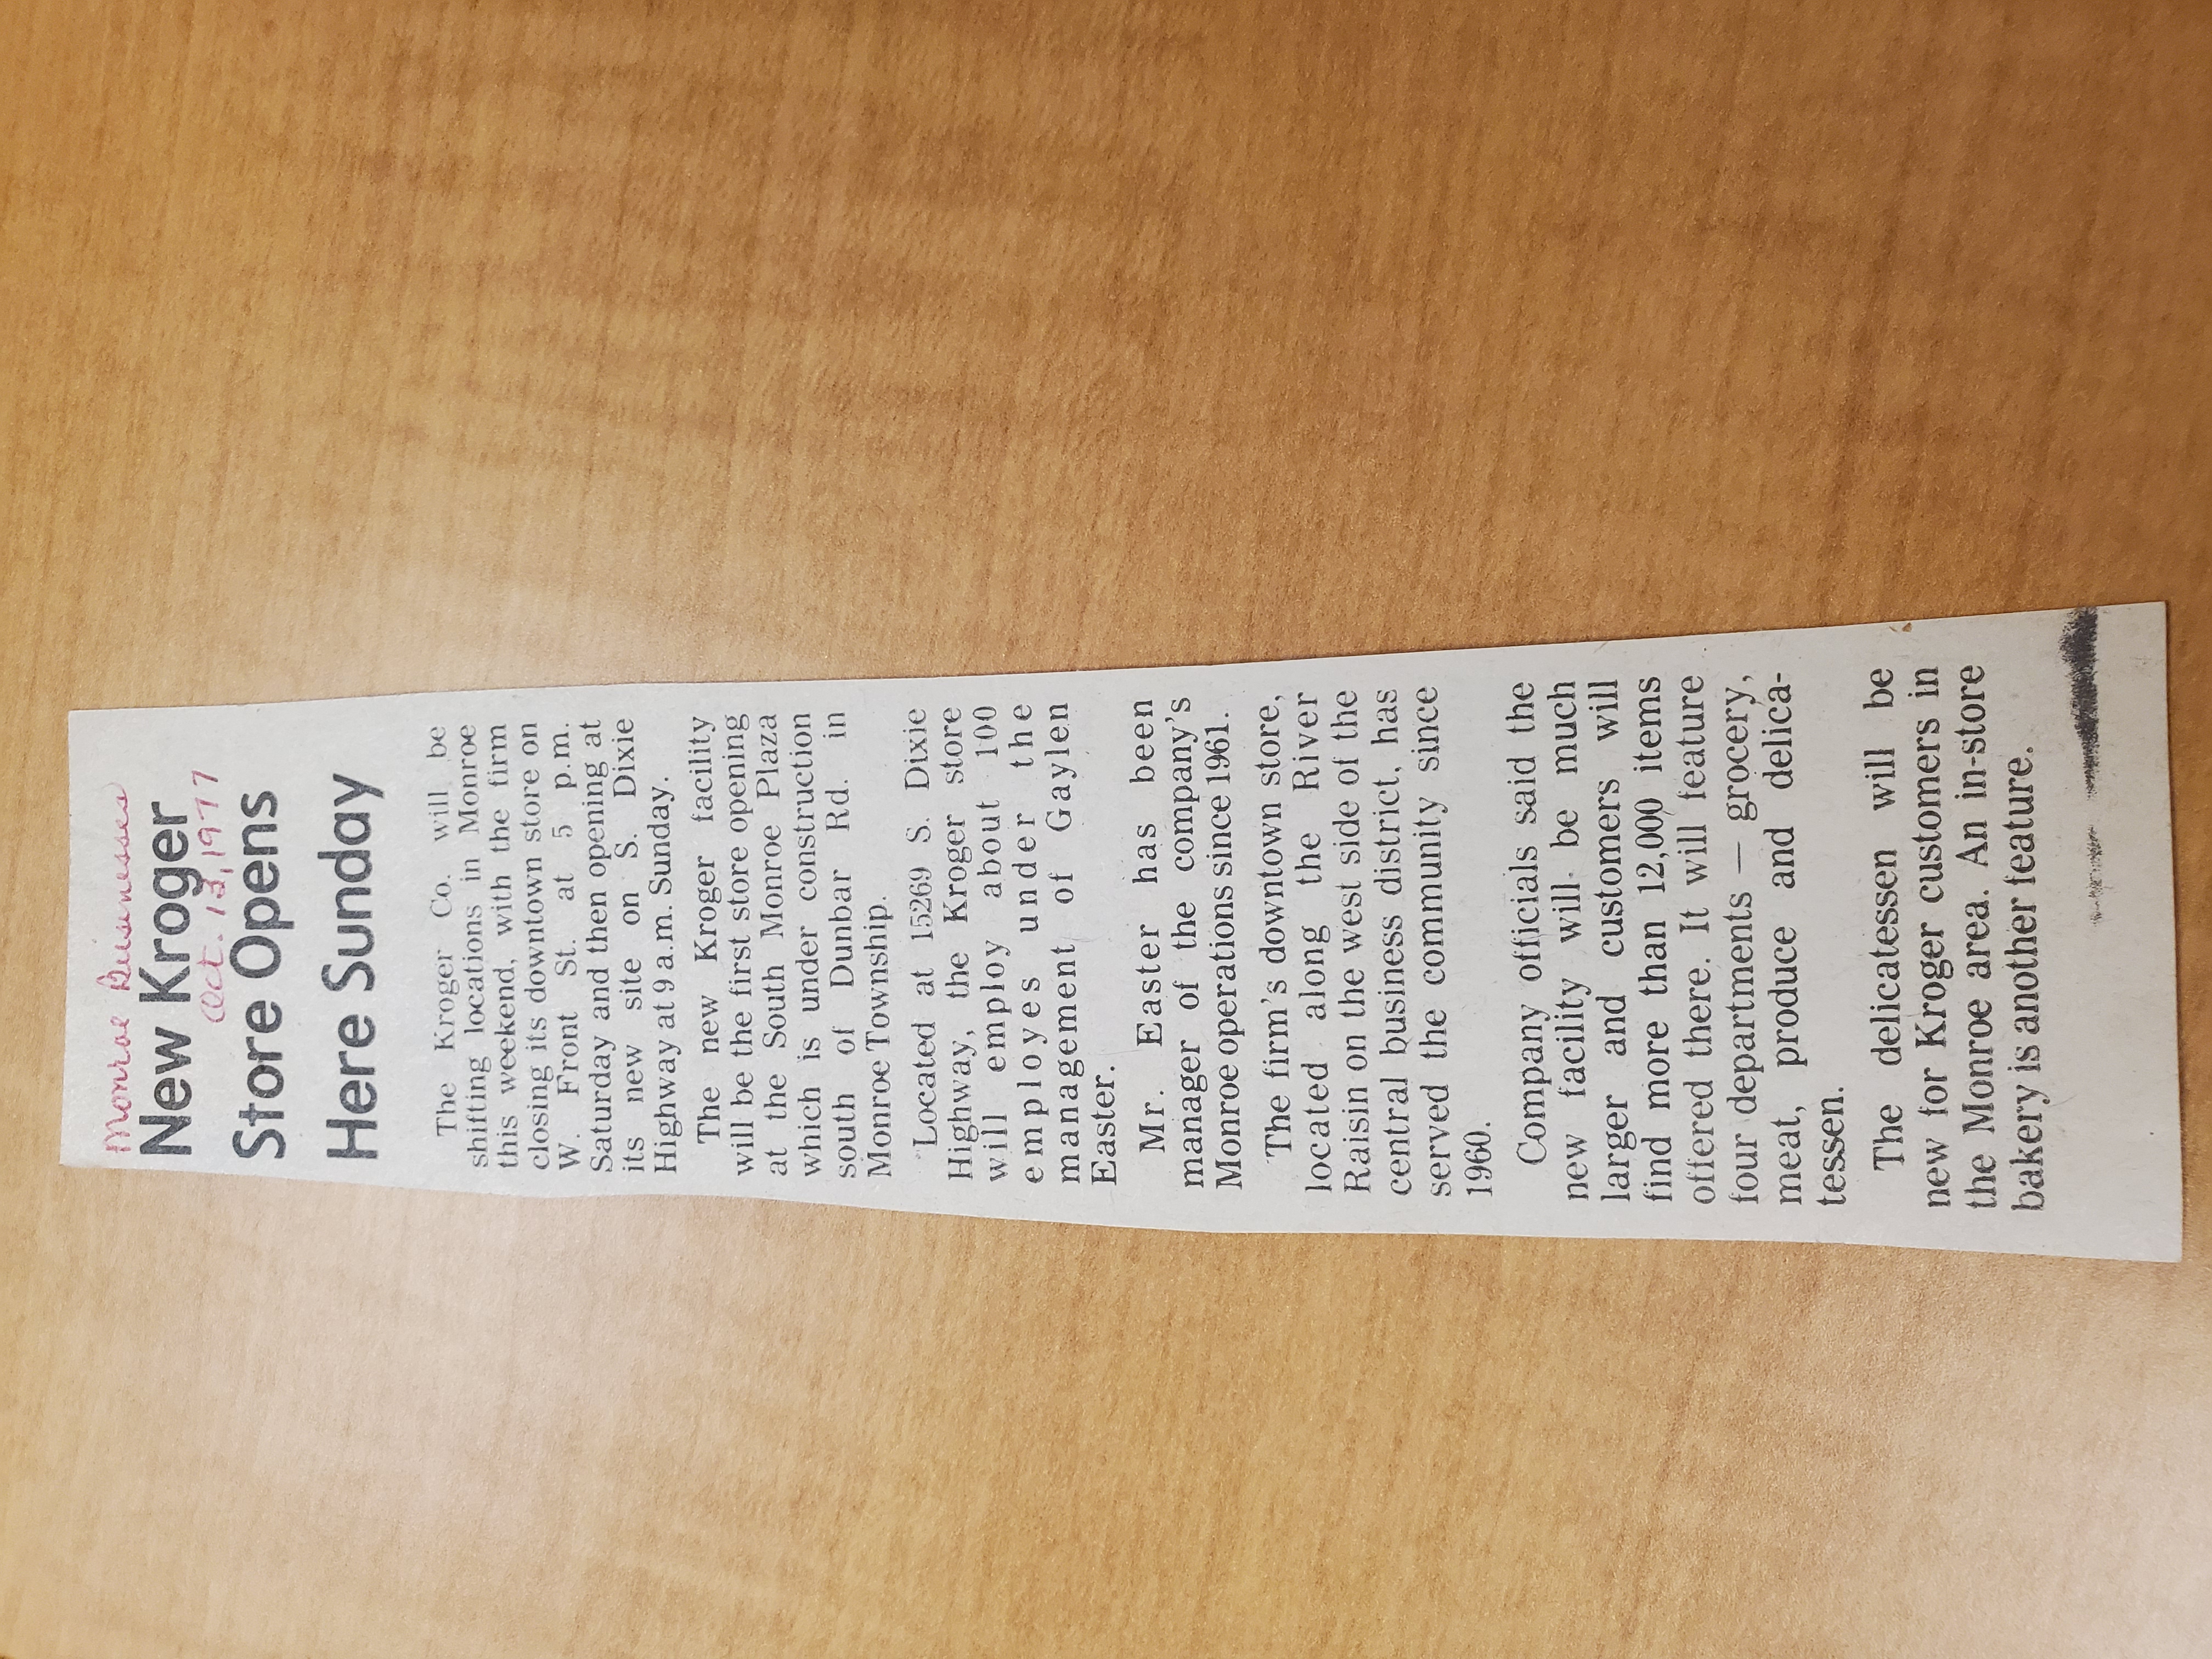 Monroe Businesses
New Kroger
Oct. 13, 1977
Store Opens
Here Sunday
The Kroger Co. will be
shifting locations in Monroe
this weekend, with the firm
closing its downtown store on
W. Front St. at 5 p.m.
Saturday and then opening at
its new site on S. Dixie
Highway at 9 a.m. Sunday.
The new Kroger facility
will be the first store opening
at the South Monroe Plaza
which is under construction
south of Dunbar Rd. in
Monroe Township.
Located at 15269 S. Dixie
Highway, the Kroger store
will employ about 100
employes under the
management of Gaylen
Easter.
Mr. Easter has been
manager of the company's
Monroe operations since 1961.
The firm's downtown store,
located along the River
Raisin on the west side of the
central business district, has
served the community since
1960.
Company officials said the
new facility will be much
larger and customers will
find more than 12,000 items
offered there. It will feature
four departments — grocery,
meat, produce and delica-
tessen.
The delicatessen will be
new for Kroger customers in
the Monroe area. An in-store
bakery is another feature.